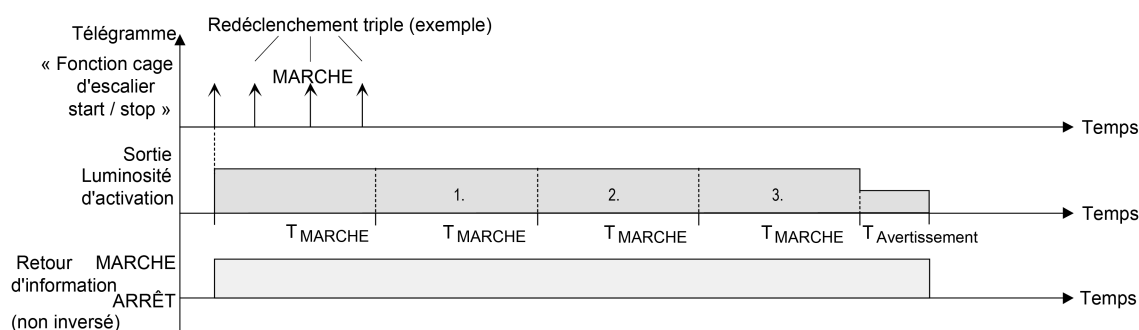 Redéclenchement triple (exemple)
Télégramme
« Fonction cage
d'escalier
start / stop »
MARCHE
Temps
Sortie
Luminosité
d'activation
1.
2.
3.
Temps
T MARCHE
T MARCHE
T MARCHE
T MARCHE
T Avertissement
Retour MARCHE
d'information
ARRÊT
(non inversé)
Temps